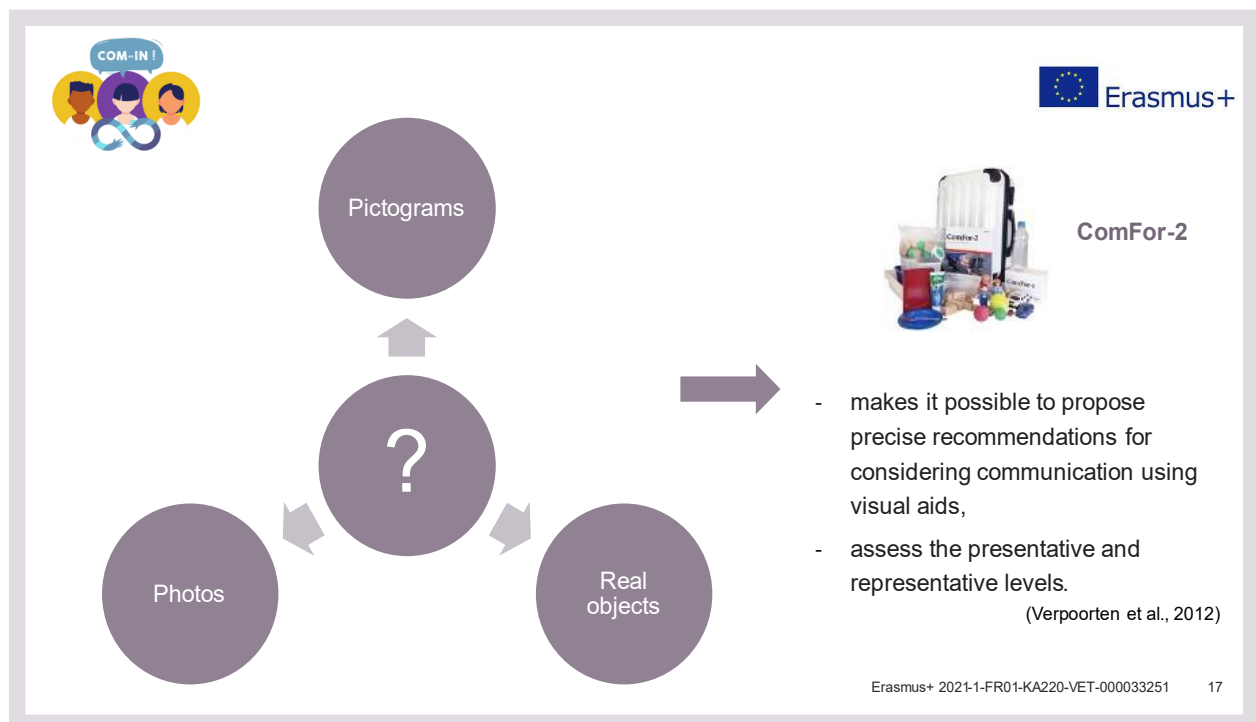 COM-IN !
Erasmus+
Pictograms
?
Photos
Real
objects
ComFor-2
ComFor-2
- makes it possible to propose
precise recommendations for
considering communication using
visual aids,
- assess the presentative and
representative levels.
(Verpoorten et al., 2012)
Erasmus+ 2021-1-FR01-KA220-VET-000033251 17